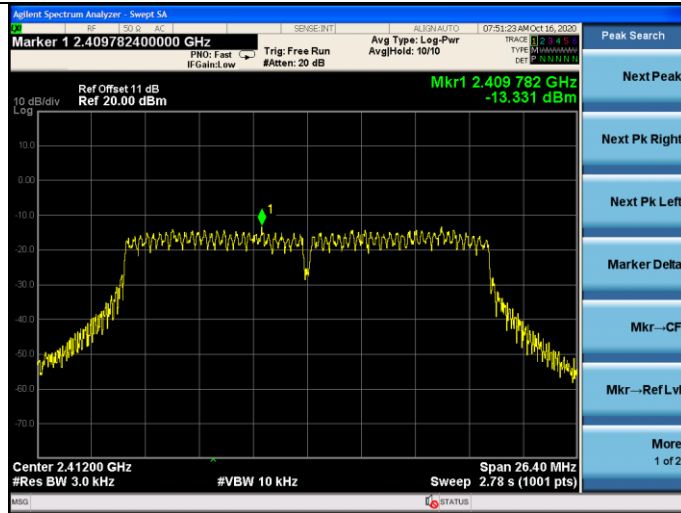 Agilent Spectrum Analyzer - Swept SA
RF 50 Ω AC SENSE:INT ALIGNAUTO 07:51:23 AM Oct 16, 2020
Marker 1 2.409782400000 GHz
PNO: Fast
IFGain:Low
Trig: Free Run
#Atten: 20 dB
Avg Type: Log-Pwr
Avg|Hold: 10/10
TRACE 1 2 3 4 5 6
TYPE M
DET P N N N N N
Peak Search
Ref Offset 11 dB
10 dB/div Ref 20.00 dBm
Log
Mkr1 2.409 782 GHz
-13.331 dBm
10.0
0.00
-10.0
-20.0
-30.0
-40.0
-50.0
-60.0
-70.0
1
Center 2.41200 GHz Span 26.40 MHz
#Res BW 3.0 kHz #VBW 10 kHz Sweep 2.78 s (1001 pts)
MSG STATUS
Next Peak
Next Pk Right
Next Pk Left
Marker Delta
Mkr→CF
Mkr→Ref Lvl
More
1 of 2